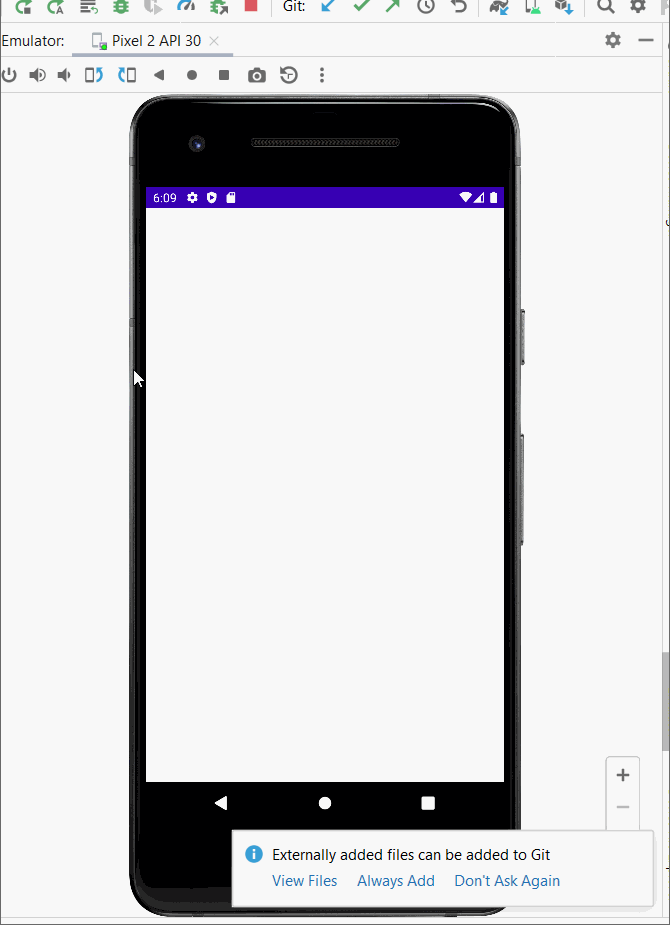 Git:
Emulator: Pixel 2 API 30
6:09
Externally added files can be added to Git
View Files Always Add Don't Ask Again